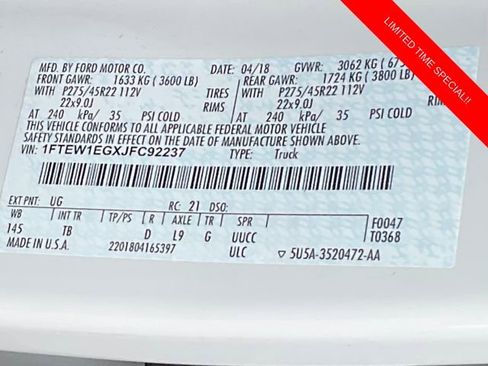 LIMITED TIME SPECIAL!!
MFD. BY FORD MOTOR CO.
DATE: 04/18 GVWR: 3062 KG
FRONT GAWR: 1633 KG (3600 LB) REAR GAWR: 1724 KG (3800 LB)
WITH P275/45R22 112V TIRES WITH P275/45R22 112V
22x9.0J RIMS 22x9.0J
AT 240 kPa/ 35 PSI COLD AT 240 kPa/ 35 PSI COLD
THIS VEHICLE CONFORMS TO ALL APPLICABLE FEDERAL MOTOR VEHICLE
SAFETY STANDARDS IN EFFECT ON THE DATE OF MANUFACTURE SHOWN ABOVE
VIN: 1FTEW1EGXJFC92237 TYPE: Truck
EXT PNT: UG RC: 21 DSO:
WB INT TR TP/PS R AXLE TR SPR F0047
145 TB D L9 G UUCC T0368
MADE IN U.S.A. 2201804165397 ULC 5U5A-3520472-AA